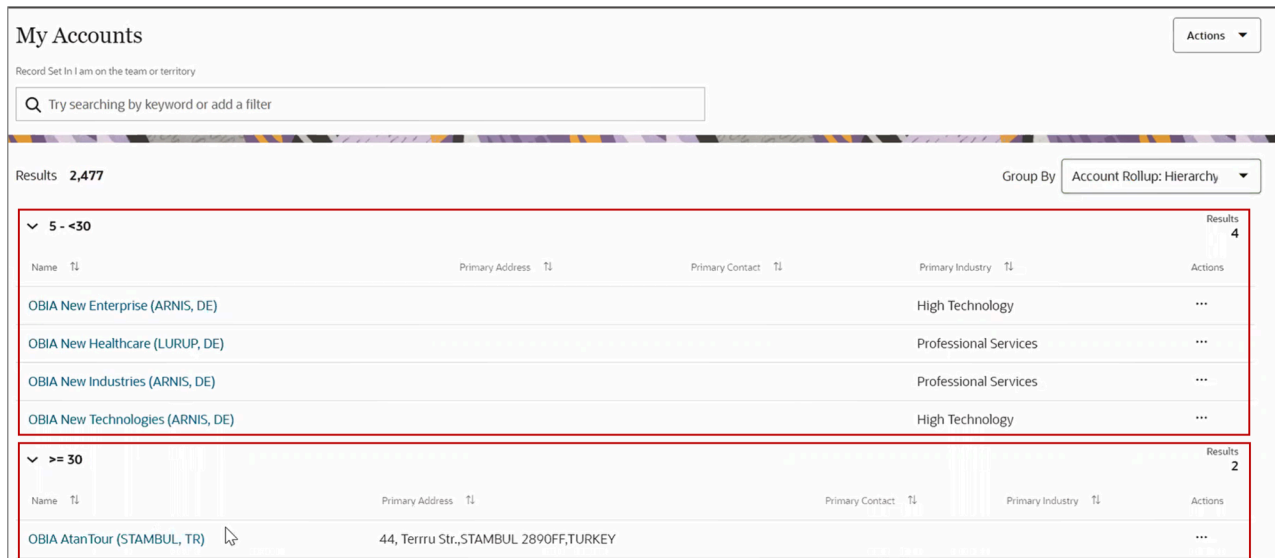 My Accounts
Actions
Record Set In I am on the team or territory
Try searching by keyword or add a filter
Results 2,477
Group By Account Rollup: Hierarchy
5 - <30
Results
4
Name Primary Address Primary Contact Primary Industry Actions
OBIA New Enterprise (ARNIS, DE) High Technology ...
OBIA New Healthcare (LURUP, DE) Professional Services ...
OBIA New Industries (ARNIS, DE) Professional Services ...
OBIA New Technologies (ARNIS, DE) High Technology ...
>= 30
Results
2
Name Primary Address Primary Contact Primary Industry Actions
OBIA AtanTour (STAMBUL, TR) 44, Terrru Str.,STAMBUL 2890FF,TURKEY ...